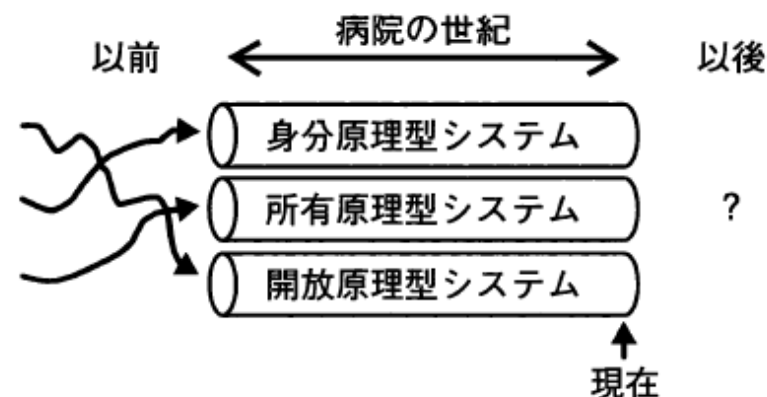 病院の世紀
以前
以後
身分原理型システム
所有原理型システム
?
開放原理型システム
現在